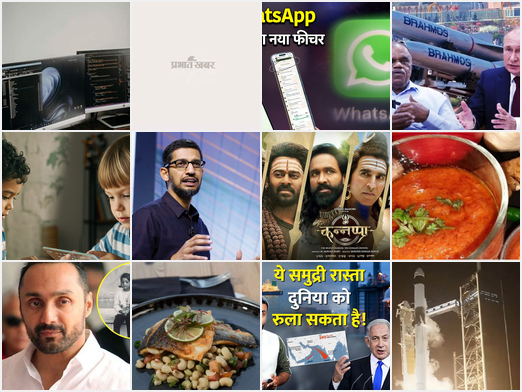 atsApp
ा नया फीचर
प्रभात खबर
Whats
BRAHMOS
BRAHMOS
कन्नप्पा
ये समुद्री रास्ता
दुनिया को
रुला सकता है!